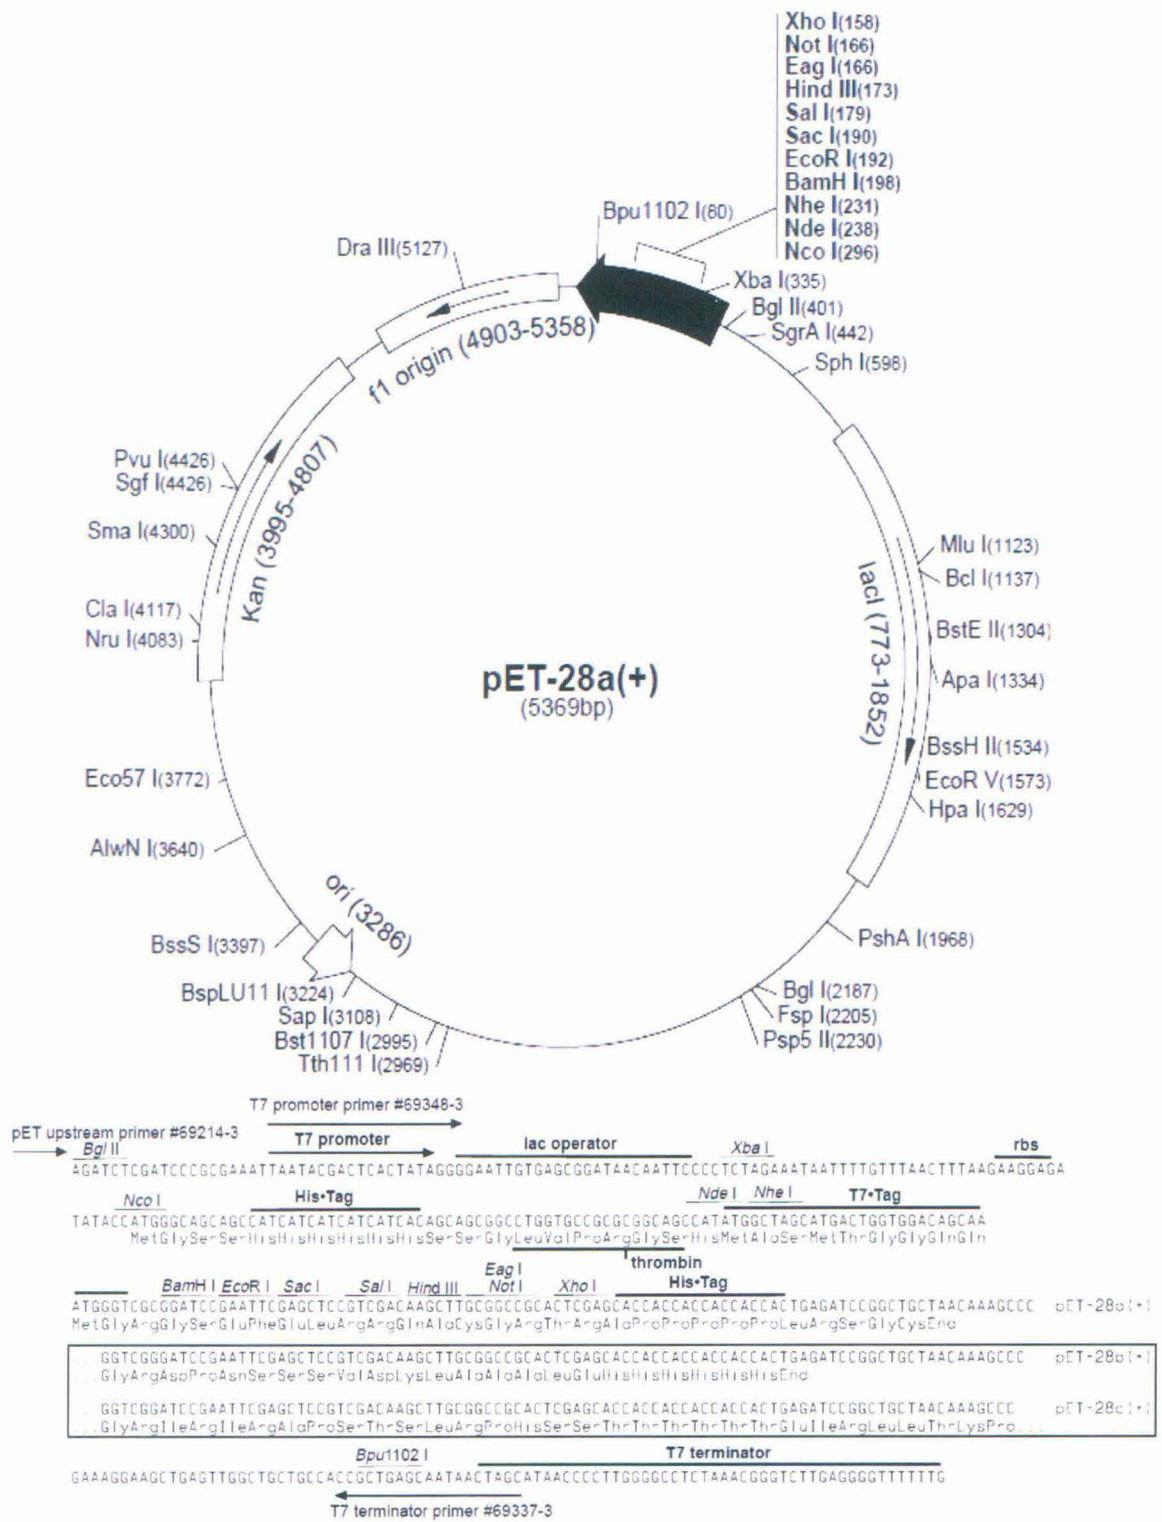 Xho I(158)
Not I(166)
Eag I(166)
Hind III(173)
Sal I(179)
Sac I(190)
EcoR I(192)
BamH I(198)
Nhe I(231)
Nde I(238)
Nco I(296)
Bpu1102 I(80)
Dra III(5127)
Xba I(335)
Bgl II(401)
SgrA I(442)
Sph I(598)
f1 origin (4903-5358)
Pvu I(4426)
Sgf I(4426)
Sma I(4300)
Kan (3995-4807)
Cla I(4117)
Nru I(4083)
Mlu I(1123)
Bcl I(1137)
lacI (773-1852)
BstE II(1304)
Apa I(1334)
pET-28a(+)
(5369bp)
BssH II(1534)
EcoR V(1573)
Hpa I(1629)
Eco57 I(3772)
AlwN I(3640)
ori (3286)
BssS I(3397)
PshA I(1968)
BspLU11 I(3224)
Sap I(3108)
Bst1107 I(2995)
Tth111 I(2969)
Bgl I(2187)
Fsp I(2205)
Psp5 II(2230)
T7 promoter primer #69348-3
pET upstream primer #69214-3
Bgl II T7 promoter lac operator Xba I rbs
AGATCTCGATCCCGCGAAATTAATACGACTCACTATAGGGGAATTGTGAGCGGATAACAATTCCCCTCTAGAAATAATTTTGTTTAACTTTAAGAAGGAGA
Nco I His•Tag Nde I Nhe I T7•Tag
TATACCATGGGCAGCAGCCATCATCATCATCATCACAGCAGCGGCCTGGTGCCGCGCGGCAGCCATATGGCTAGCATGACTGGTGGACAGCAA
MetGlySerSerHisHisHisHisHisHisSerSerGlyLeuValProArgGlySerHisMetAlaSerMetThrGlyGlyGlnGln
thrombin
BamH I EcoR I Sac I Sal I Hind III Eag I Not I Xho I His•Tag
ATGGGTCGCGGATCCGAATTCGAGCTCCGTCGACAAGCTTGCGGCCGCACTCGAGCACCACCACCACCACCACTGAGATCCGGCTGCTAACAAAGCCC pET-28a(+)
MetGlyArgGlySerGluPheGluLeuArgArgGlnAlaCysGlyArgThrArgAlaProProProProProLeuArgSerGlyCysEnd
...GGTCGGGATCCGAATTCGAGCTCCGTCGACAAGCTTGCGGCCGCACTCGAGCACCACCACCACCACCACTGAGATCCGGCTGCTAACAAAGCCC pET-28b(+)
...GlyArgAspProAsnSerSerSerValAspLysLeuAlaAlaAlaLeuGluHisHisHisHisHisHisEnd
...GGTCGGATCCGAATTCGAGCTCCGTCGACAAGCTTGCGGCCGCACTCGAGCACCACCACCACCACCACTGAGATCCGGCTGCTAACAAAGCCC pET-28c(+)
...GlyArgIleArgIleArgAlaProSerThrSerLeuArgProHisSerSerThrThrThrThrThrThrGluIleArgLeuLeuThrLysPro...
Bpu1102 I T7 terminator
GAAAGGAAGCTGAGTTGGCTGCTGCCACCGCTGAGCAATAACTAGCATAACCCCTTGGGGCCTCTAAACGGGTCTTGAGGGGTTTTTTG
T7 terminator primer #69337-3